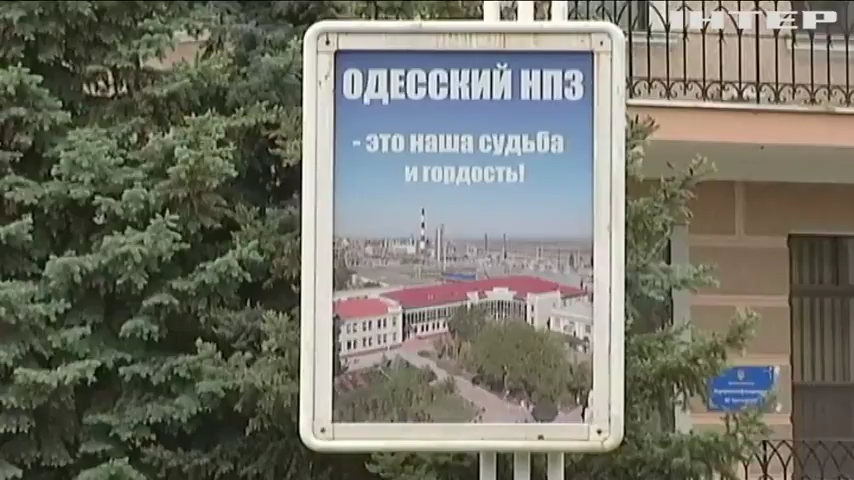 ІНТЕР
ОДЕССКИЙ НПЗ
- это наша судьба
и гордость!